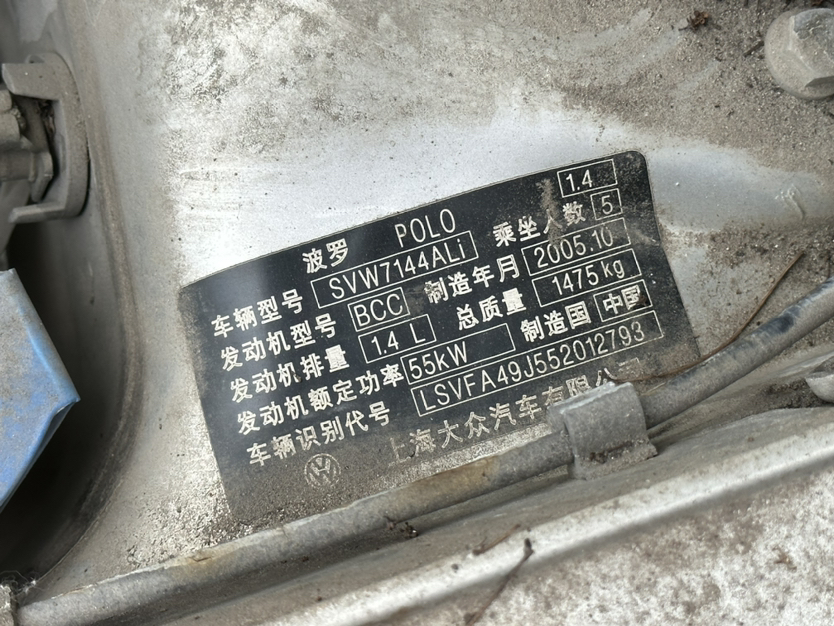 波罗 POLO 1.4
车辆型号 SVW7144ALi 乘坐人数 5
发动机型号 BCC 制造年月 2005.10
发动机排量 1.4 L 总质量 1475 kg
发动机额定功率 55kW 制造国 中国
车辆识别代号 LSVFA49J552012793
上海大众汽车有限公